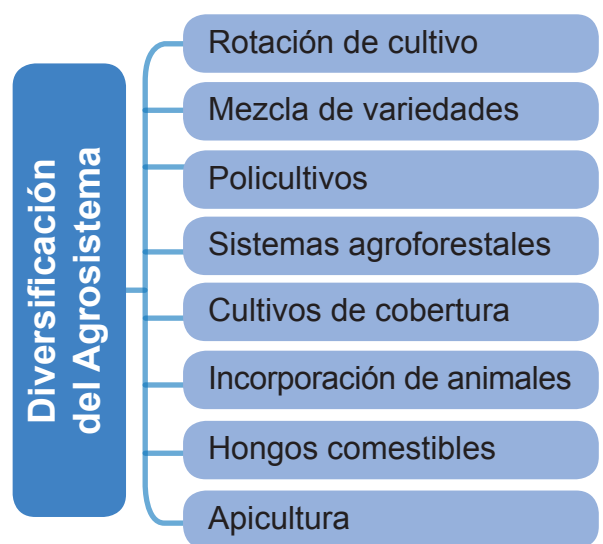 Diversificación
del Agrosistema
Rotación de cultivo
Mezcla de variedades
Policultivos
Sistemas agroforestales
Cultivos de cobertura
Incorporación de animales
Hongos comestibles
Apicultura